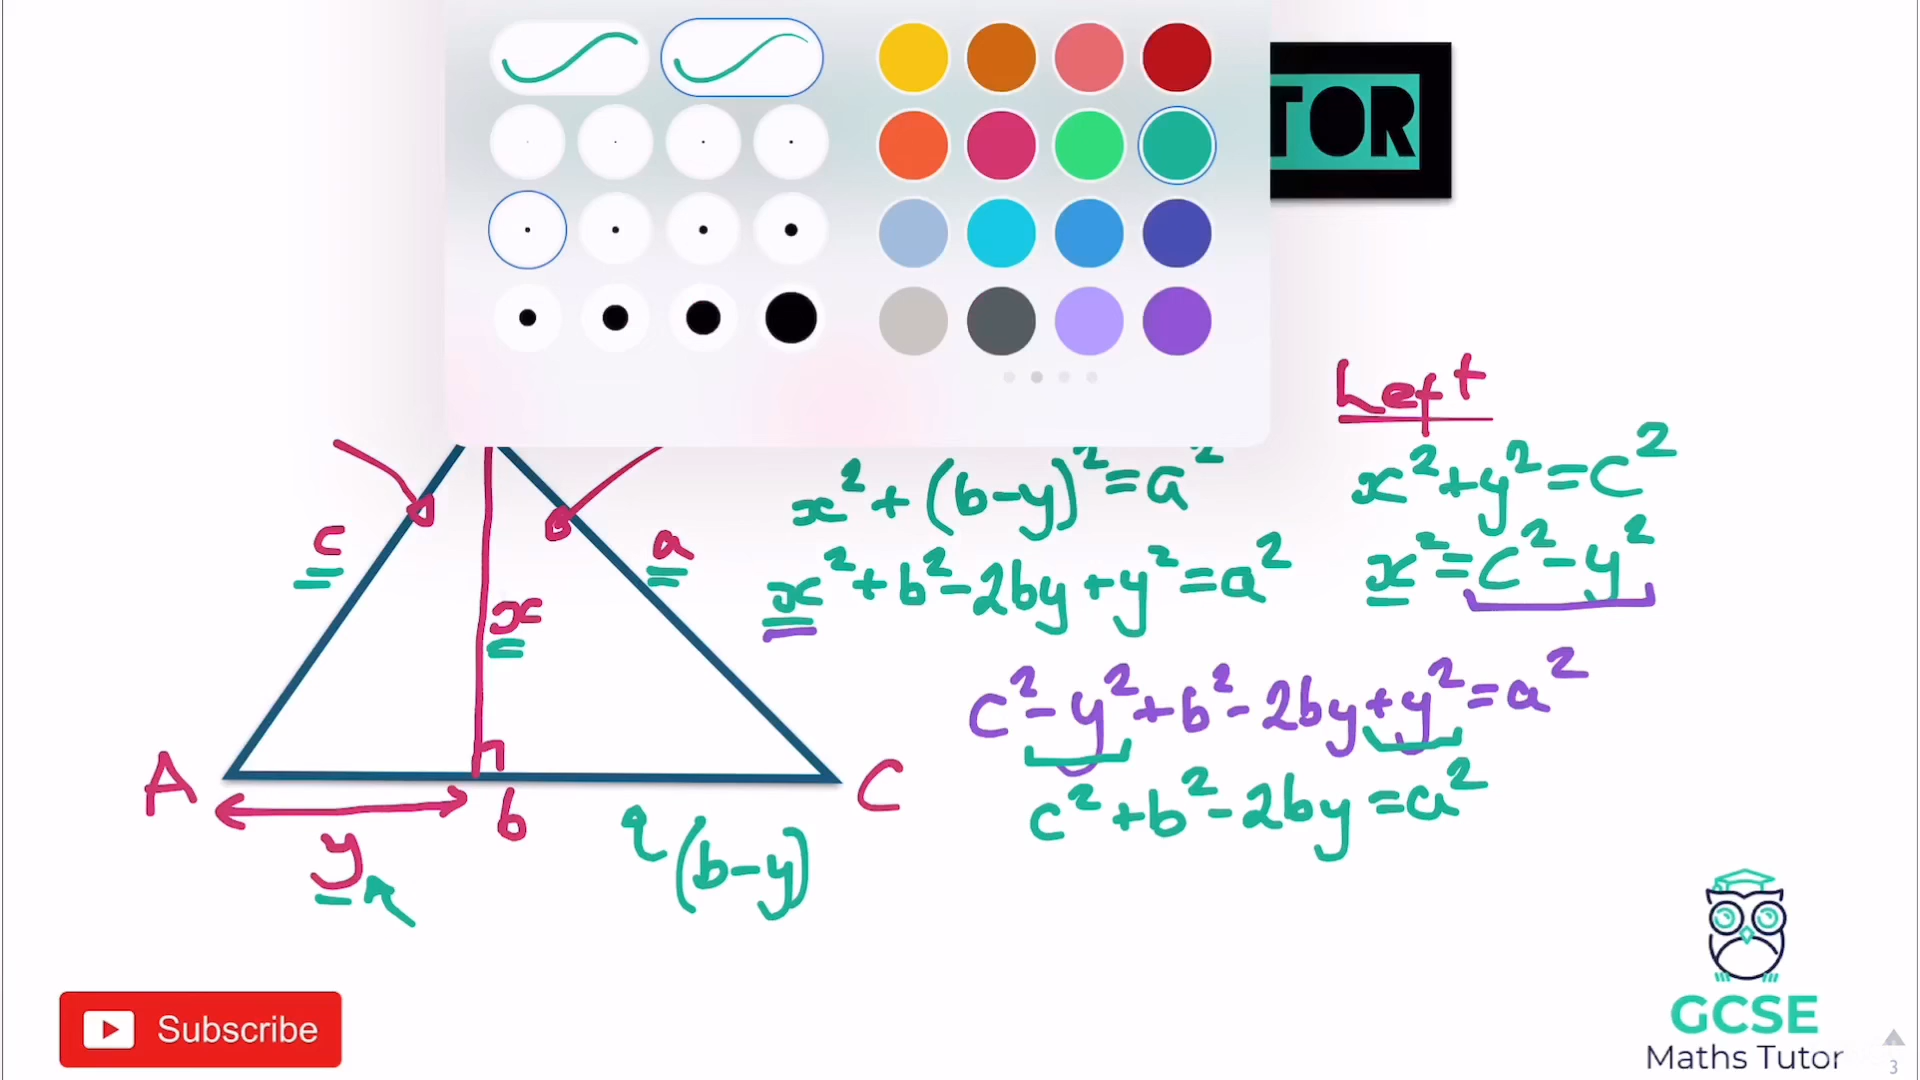 TOR
Left
x²+y²=c²
x²=c²-y²
x²+(b-y)²=a²
x²+b²-2by+y²=a²
c²-y²+b²-2by+y²=a²
c²+b²-2by=a²
c
a
x
A
b
C
y
(b-y)
Subscribe
GCSE
Maths Tutor
3